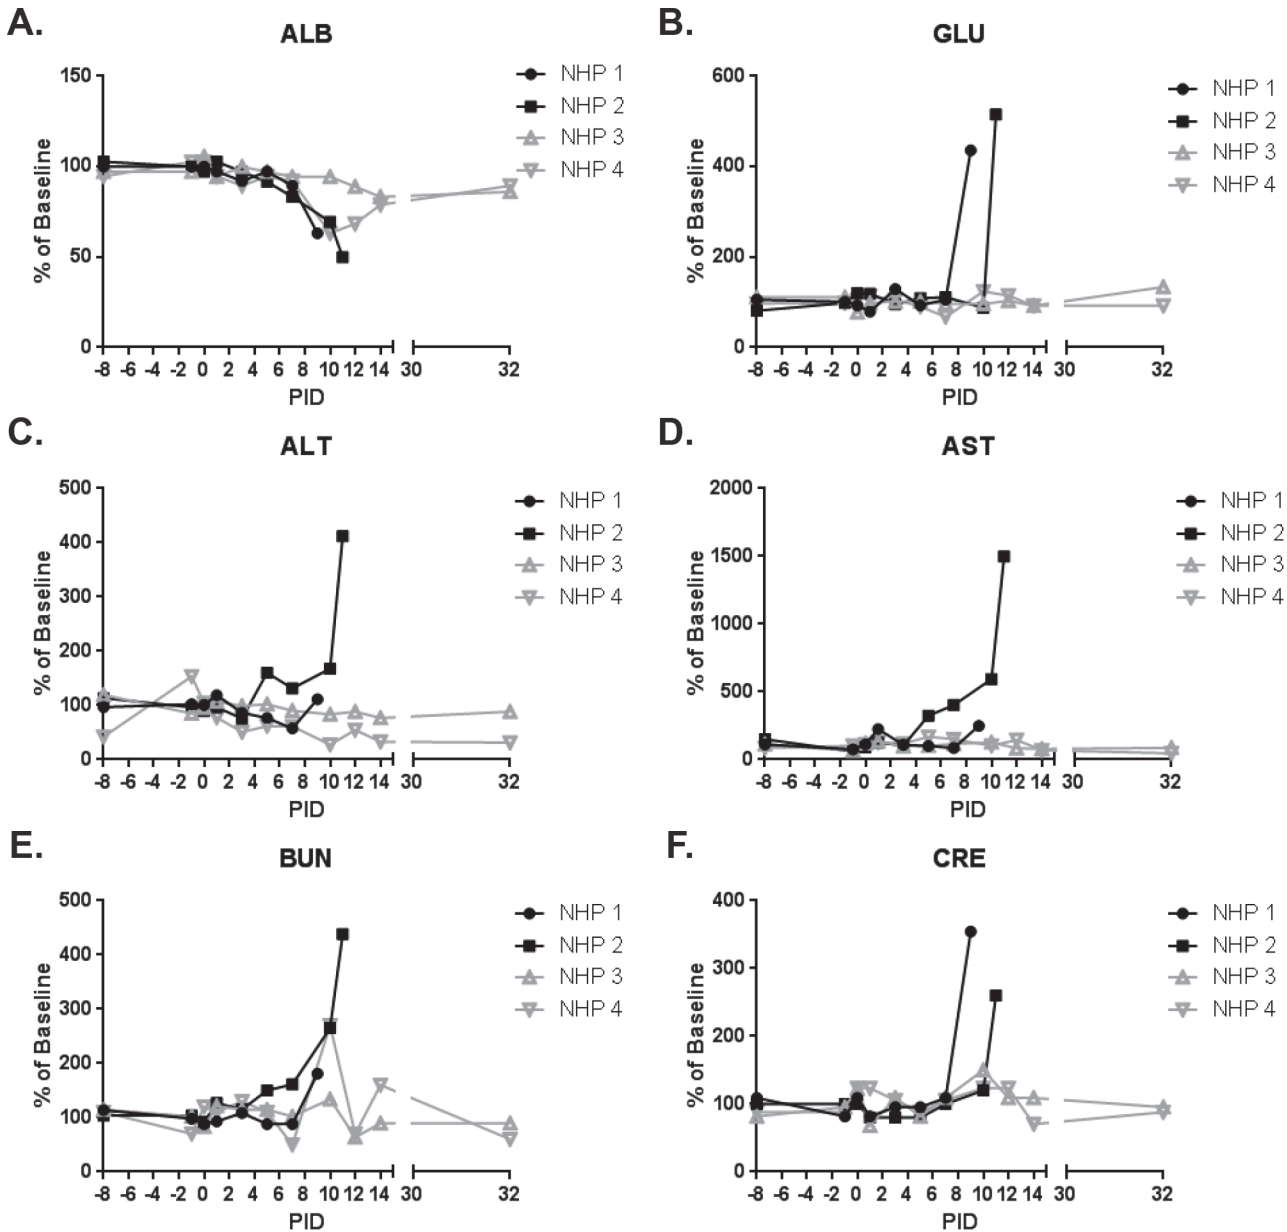 A.
ALB
150
100
50
0
% of Baseline
-8 -6 -4 -2 0 2 4 6 8 10 12 14 30 32
PID
NHP 1
NHP 2
NHP 3
NHP 4
B.
GLU
600
400
200
0
% of Baseline
-8 -6 -4 -2 0 2 4 6 8 10 12 14 30 32
PID
NHP 1
NHP 2
NHP 3
NHP 4
C.
ALT
500
400
300
200
100
0
% of Baseline
-8 -6 -4 -2 0 2 4 6 8 10 12 14 30 32
PID
NHP 1
NHP 2
NHP 3
NHP 4
D.
AST
2000
1500
1000
500
0
% of Baseline
-8 -6 -4 -2 0 2 4 6 8 10 12 14 30 32
PID
NHP 1
NHP 2
NHP 3
NHP 4
E.
BUN
500
400
300
200
100
0
% of Baseline
-8 -6 -4 -2 0 2 4 6 8 10 12 14 30 32
PID
NHP 1
NHP 2
NHP 3
NHP 4
F.
CRE
400
300
200
100
0
% of Baseline
-8 -6 -4 -2 0 2 4 6 8 10 12 14 30 32
PID
NHP 1
NHP 2
NHP 3
NHP 4